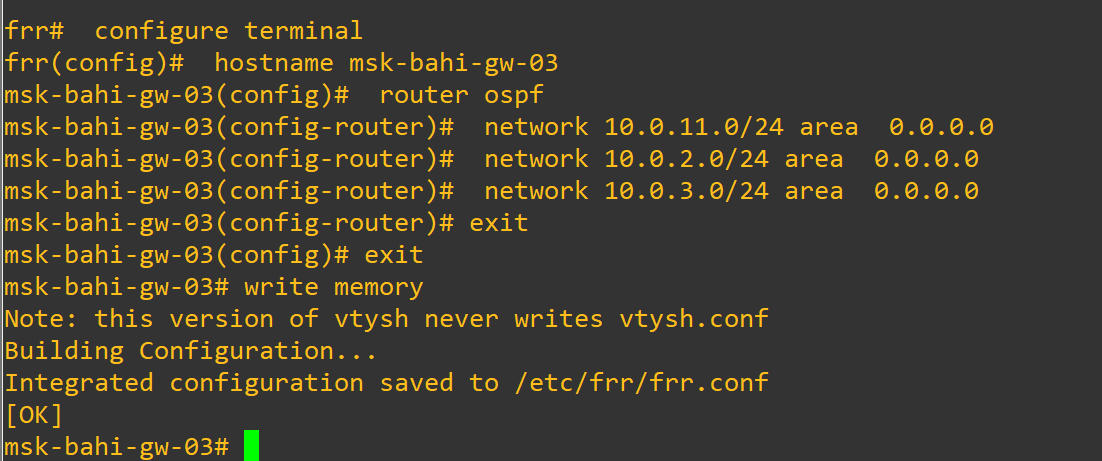 frr#  configure terminal
frr(config)#  hostname msk-bahi-gw-03
msk-bahi-gw-03(config)#  router ospf
msk-bahi-gw-03(config-router)#  network 10.0.11.0/24 area  0.0.0.0
msk-bahi-gw-03(config-router)#  network 10.0.2.0/24 area  0.0.0.0
msk-bahi-gw-03(config-router)#  network 10.0.3.0/24 area  0.0.0.0
msk-bahi-gw-03(config-router)# exit
msk-bahi-gw-03(config)# exit
msk-bahi-gw-03# write memory
Note: this version of vtysh never writes vtysh.conf
Building Configuration...
Integrated configuration saved to /etc/frr/frr.conf
[OK]
msk-bahi-gw-03#